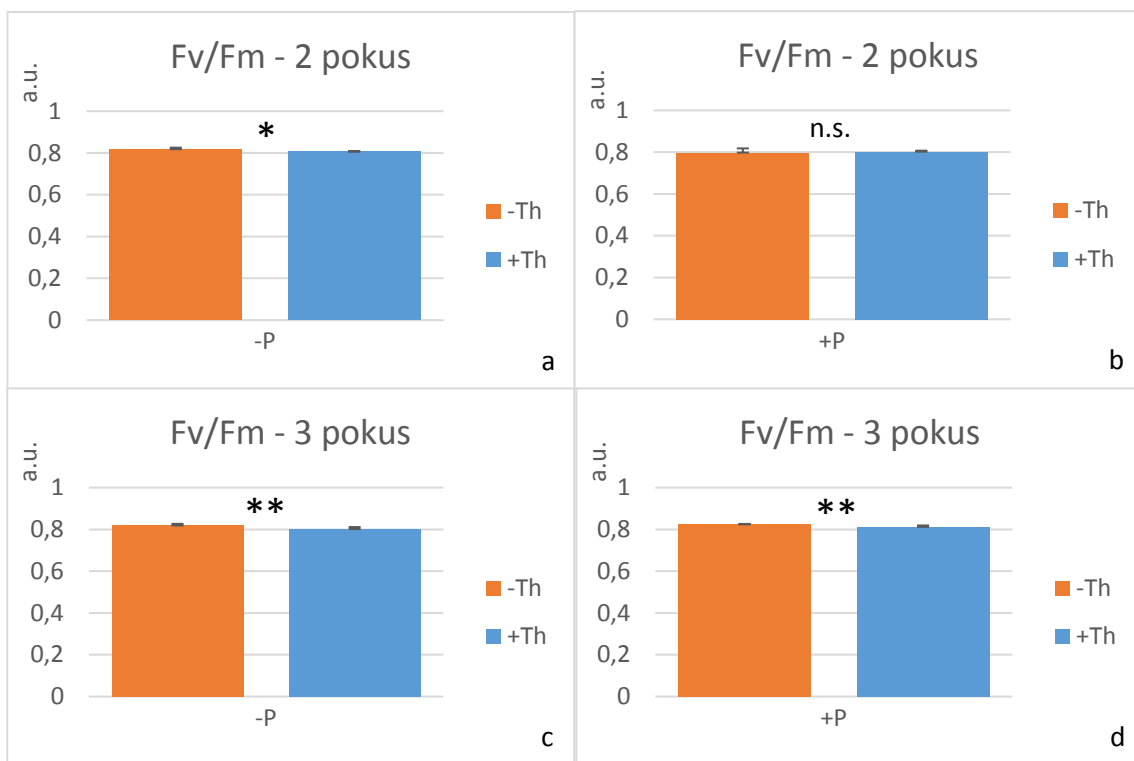 Fv/Fm - 2 pokus
a.u.
1
*
0,8
0,6
-Th
0,4
+Th
0,2
0
-P
a
Fv/Fm - 2 pokus
a.u.
1
n.s.
0,8
0,6
-Th
0,4
+Th
0,2
0
+P
b
Fv/Fm - 3 pokus
a.u.
1
**
0,8
0,6
-Th
0,4
+Th
0,2
0
-P
c
Fv/Fm - 3 pokus
a.u.
1
**
0,8
0,6
-Th
0,4
+Th
0,2
0
+P
d